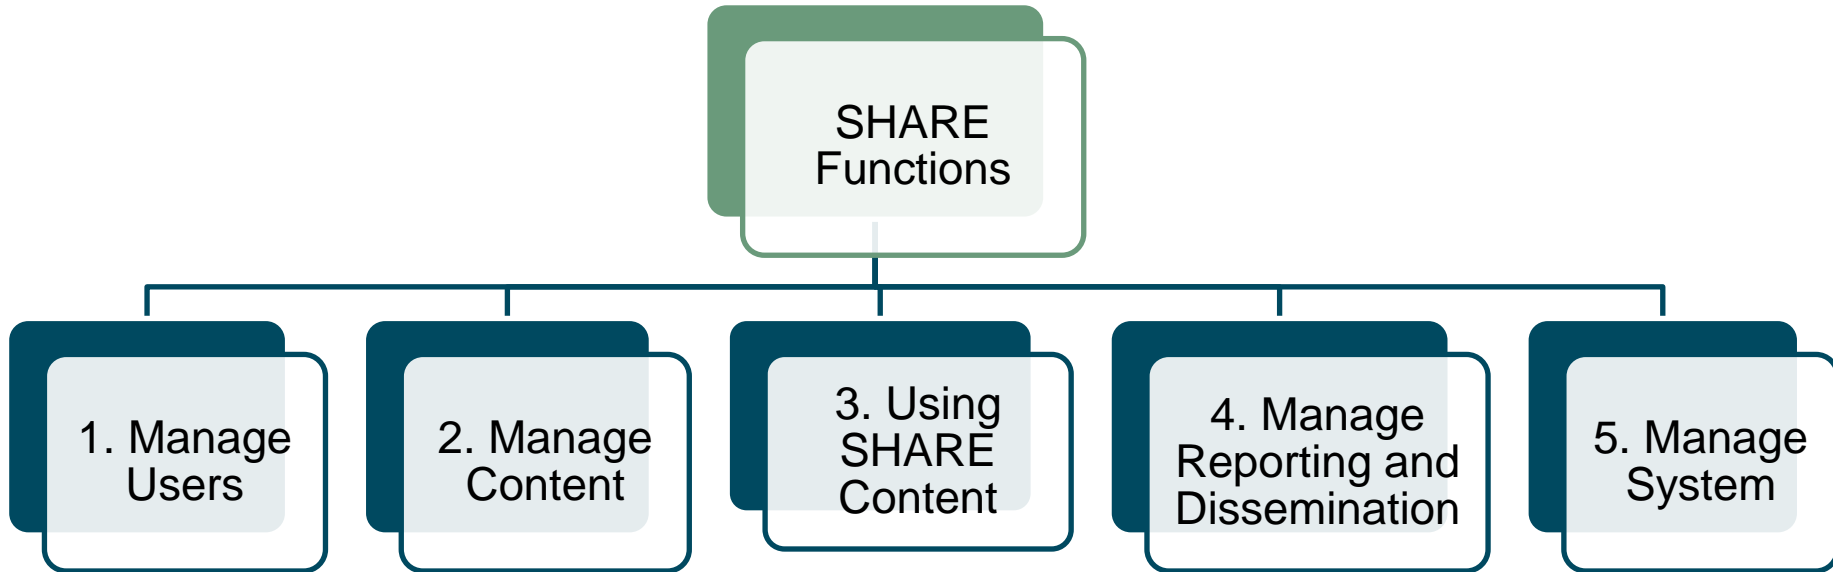 SHARE
Functions
1. Manage
Users
2. Manage
Content
3. Using
SHARE
Content
4. Manage
Reporting and
Dissemination
5. Manage
System